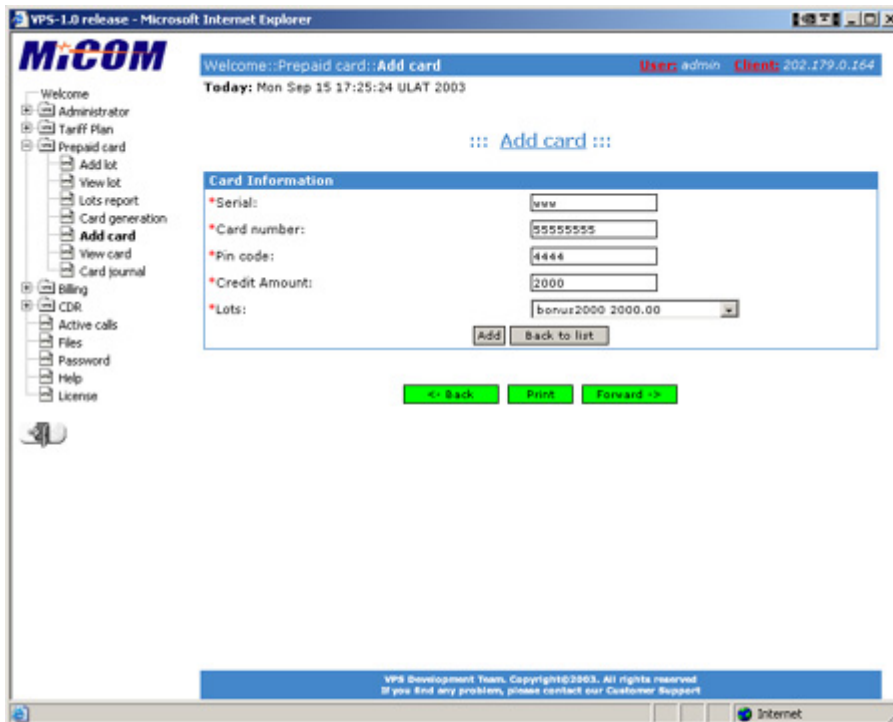 VPS-1.0 release - Microsoft Internet Explorer
MiCOM
Welcome::Prepaid card::Add card User: admin Client: 202.179.0.164
Today: Mon Sep 15 17:25:24 ULAT 2003
Welcome
Administrator
Tariff Plan
Prepaid card
Add lot
View lot
Lots report
Card generation
Add card
View card
Card journal
Billing
CDR
Active calls
Files
Password
Help
License
::: Add card :::
Card Information
*Serial: www
*Card number: 55555555
*Pin code: 4444
*Credit Amount: 2000
*Lots: bonus2000 2000.00
Add Back to list
<- Back Print Forward ->
VPS Development Team. Copyright©2003. All rights reserved
If you find any problem, please contact our Customer Support
Internet